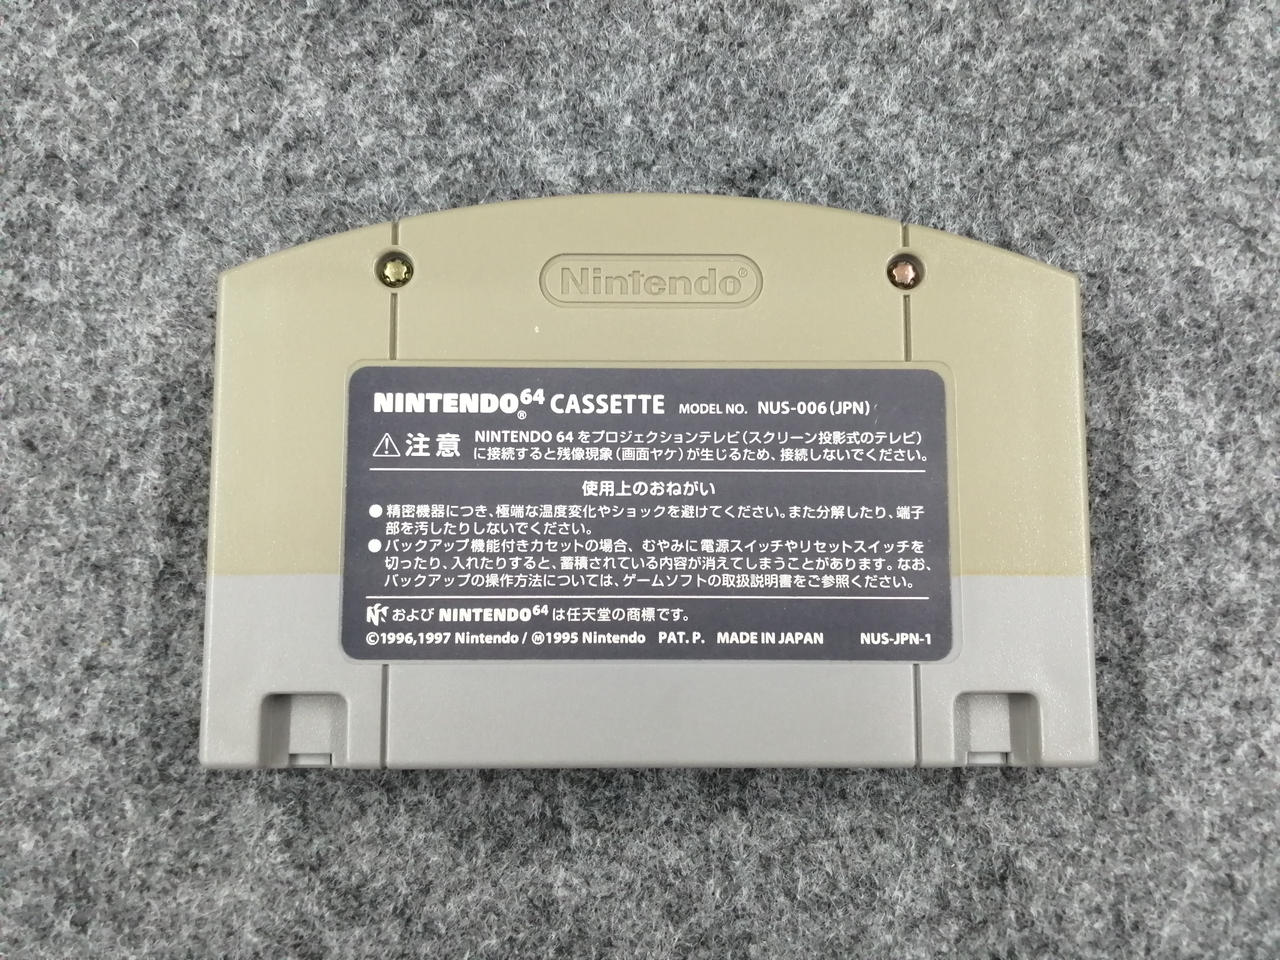 Nintendo®
NINTENDO64® CASSETTE MODEL NO. NUS-006(JPN)
注意 NINTENDO 64をプロジェクションテレビ(スクリーン投影式のテレビ)
に接続すると残像現象(画面ヤケ)が生じるため、接続しないでください。
使用上のおねがい
●精密機器につき、極端な温度変化やショックを避けてください。また分解したり、端子
部を汚したりしないでください。
●バックアップ機能付きカセットの場合、むやみに電源スイッチやリセットスイッチを
切ったり、入れたりすると、蓄積されている内容が消えてしまうことがあります。なお、
バックアップの操作方法については、ゲームソフトの取扱説明書をご参照ください。
および NINTENDO64は任天堂の商標です。
©1996,1997 Nintendo/Ⓜ1995 Nintendo PAT.P. MADE IN JAPAN NUS-JPN-1